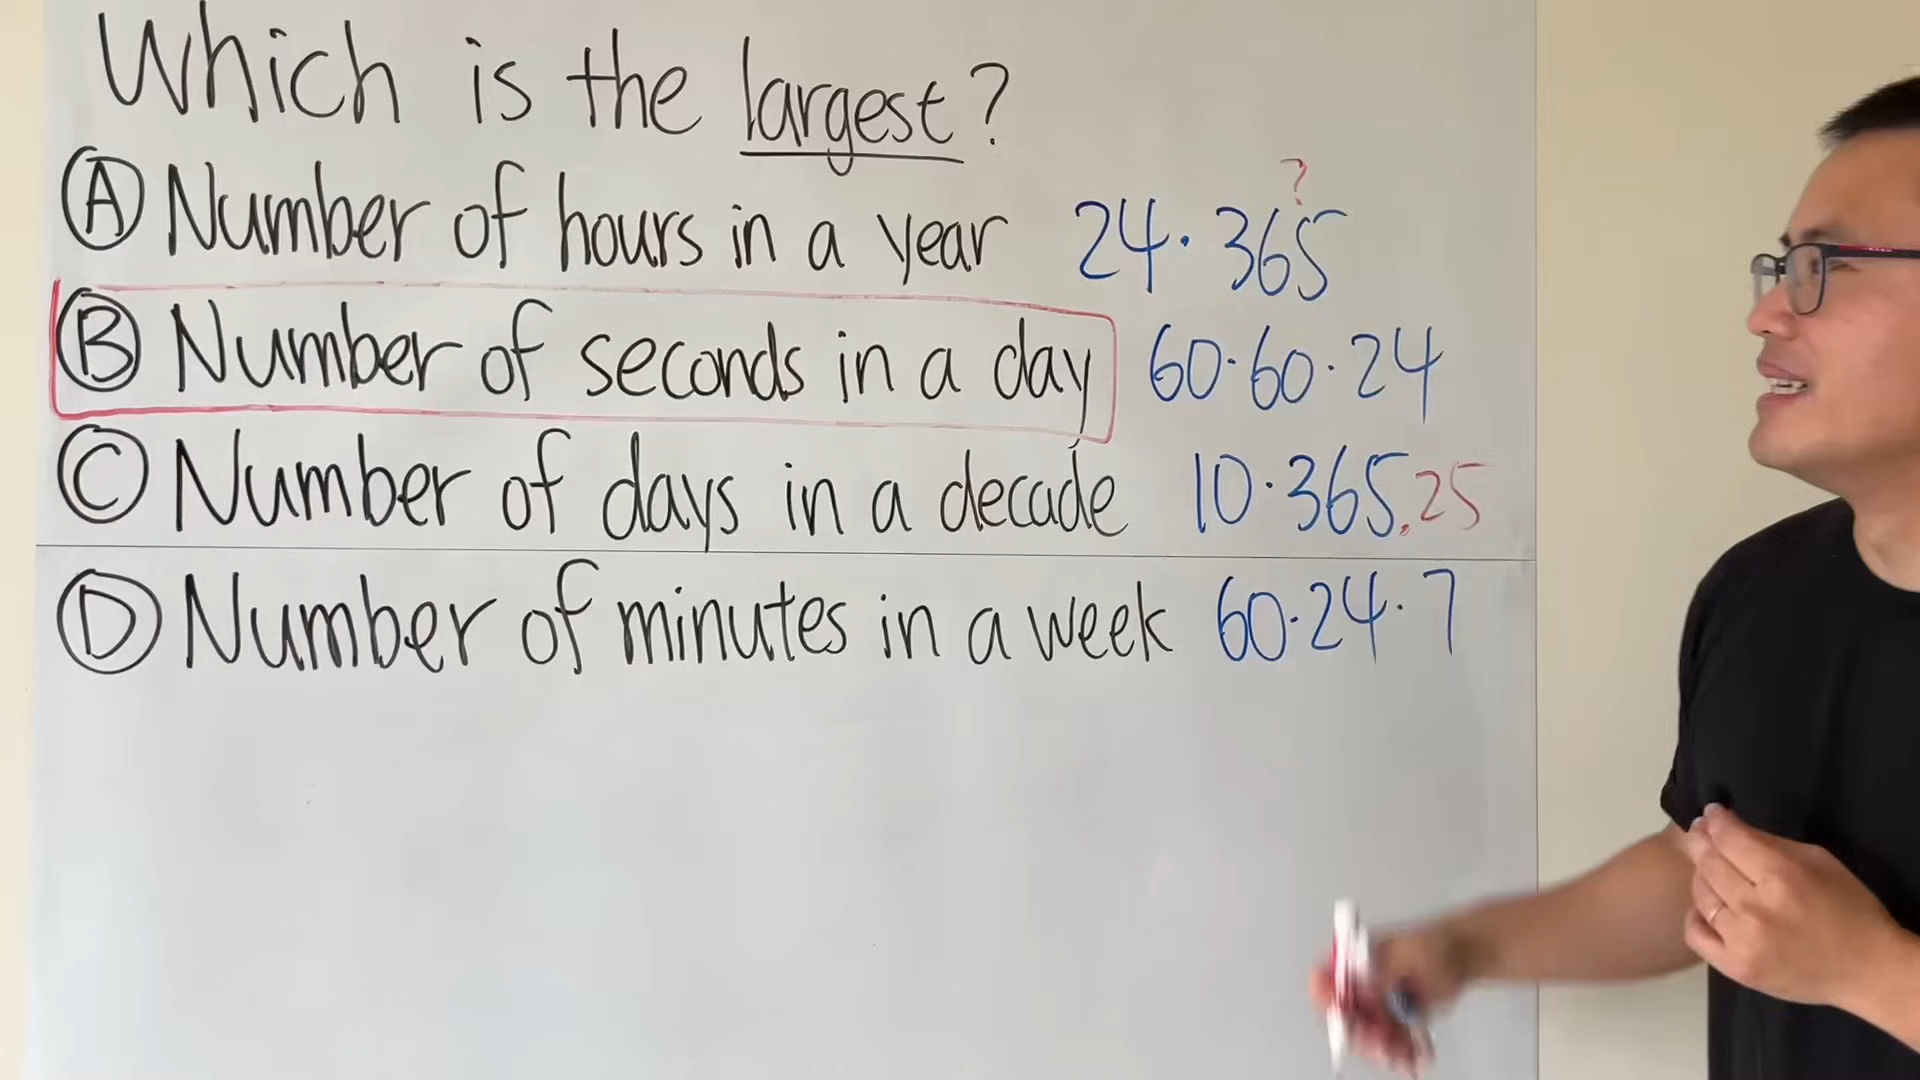 Which is the largest?
?
Ⓐ Number of hours in a year 24·365
Ⓑ Number of seconds in a day 60·60·24
Ⓒ Number of days in a decade 10·365.25
Ⓓ Number of minutes in a week 60·24·7